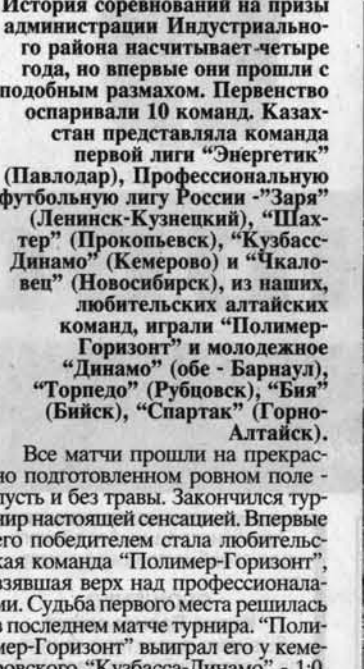 История соревнований на призы
администрации Индустриально-
го района насчитывает четыре
года, но впервые они прошли с
подобным размахом. Первенство
оспаривали 10 команд. Казах-
стан представляла команда
первой лиги “Энергетик”
(Павлодар), Профессиональную
футбольную лигу России -”Заря”
(Ленинск-Кузнецкий), “Шах-
тер” (Прокопьевск), “Кузбасс-
Динамо” (Кемерово) и “Чкало-
вец” (Новосибирск), из наших,
любительских алтайских
команд, играли “Полимер-
Горизонт” и молодежное
“Динамо” (обе - Барнаул),
“Торпедо” (Рубцовск), “Бия”
(Бийск), “Спартак” (Горно-
Алтайск).
Все матчи прошли на прекрас-
но подготовленном ровном поле -
пусть и без травы. Закончился тур-
нир настоящей сенсацией. Впервые
его победителем стала любительс-
кая команда “Полимер-Горизонт”,
взявшая верх над профессионала-
ми. Судьба первого места решилась
в последнем матче турнира. “Поли-
мер-Горизонт” выиграл его у кеме-
ровского “Кузбасса-Динамо” - 1:0.